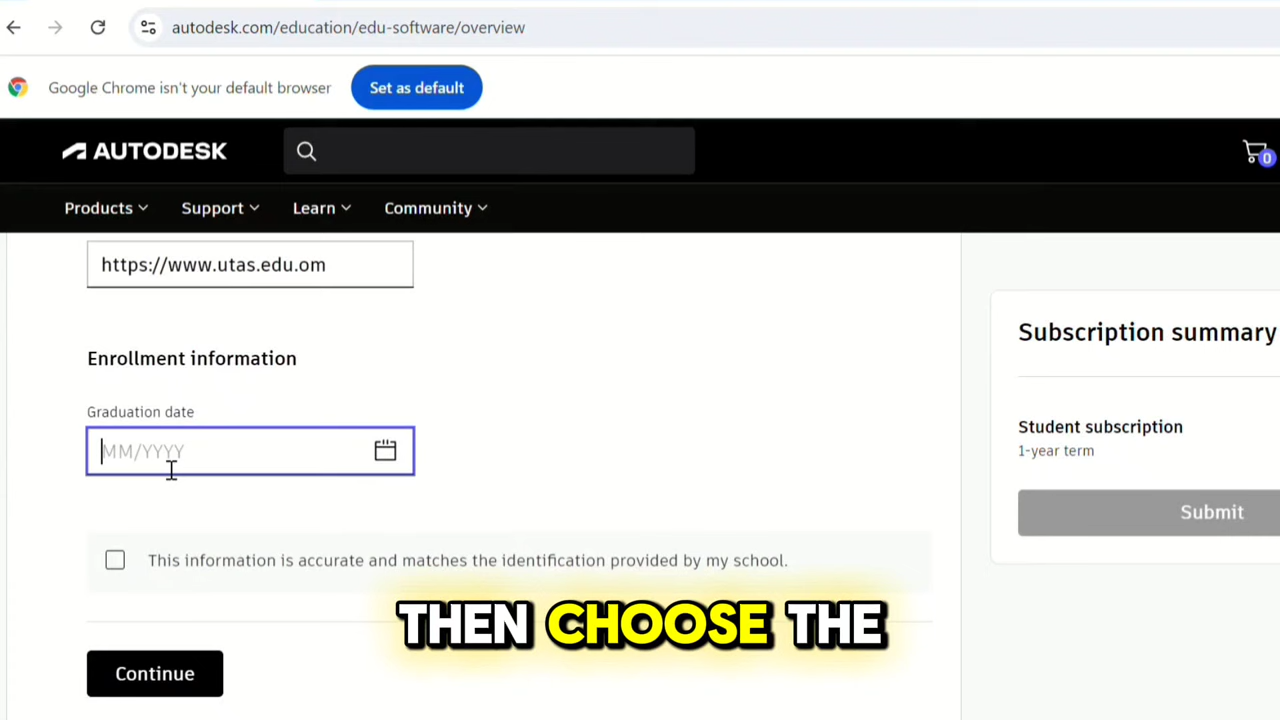 autodesk.com/education/edu-software/overview
Google Chrome isn't your default browser
Set as default
AUTODESK
0
Products
Support
Learn
Community
https://www.utas.edu.om
Enrollment information
Graduation date
MM/YYYY
This information is accurate and matches the identification provided by my school.
Continue
Subscription summary
Student subscription
1-year term
Submit
THEN CHOOSE THE